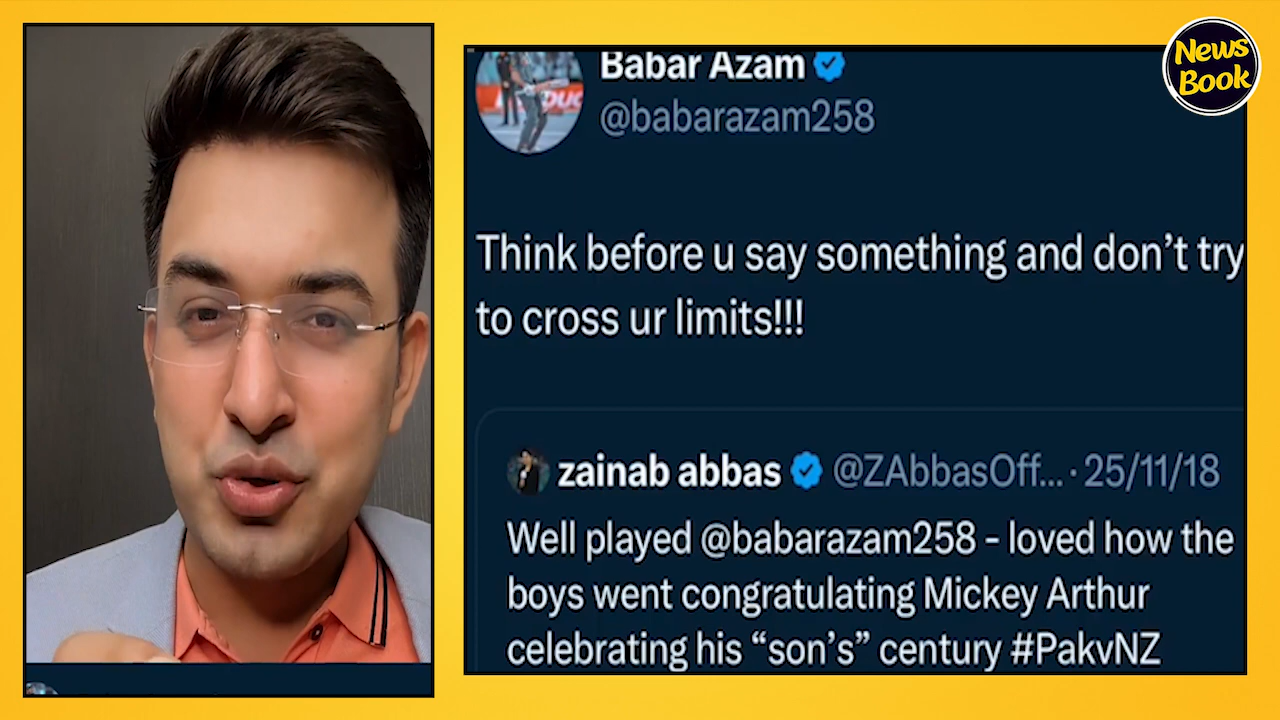 News
Book
Babar Azam
@babarazam258
Think before u say something and don't try
to cross ur limits!!!
zainab abbas @ZAbbasOff... · 25/11/18
Well played @babarazam258 - loved how the
boys went congratulating Mickey Arthur
celebrating his “son's” century #PakvNZ